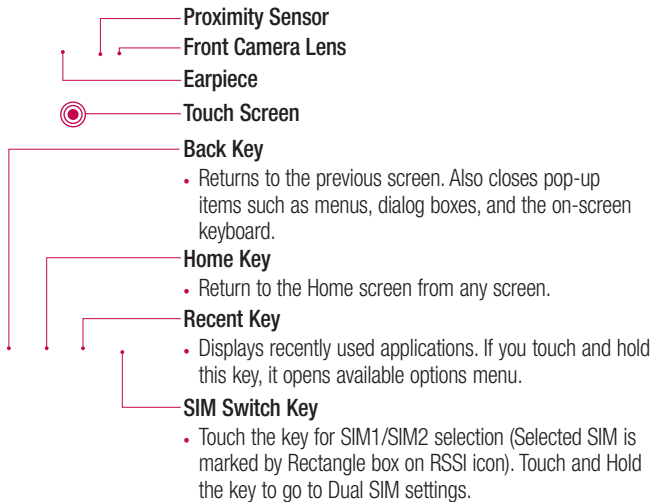 Proximity Sensor
Front Camera Lens
Earpiece
Touch Screen
Back Key
• Returns to the previous screen. Also closes pop-up
items such as menus, dialog boxes, and the on-screen
keyboard.
Home Key
• Return to the Home screen from any screen.
Recent Key
• Displays recently used applications. If you touch and hold
this key, it opens available options menu.
SIM Switch Key
• Touch the key for SIM1/SIM2 selection (Selected SIM is
marked by Rectangle box on RSSI icon). Touch and Hold
the key to go to Dual SIM settings.